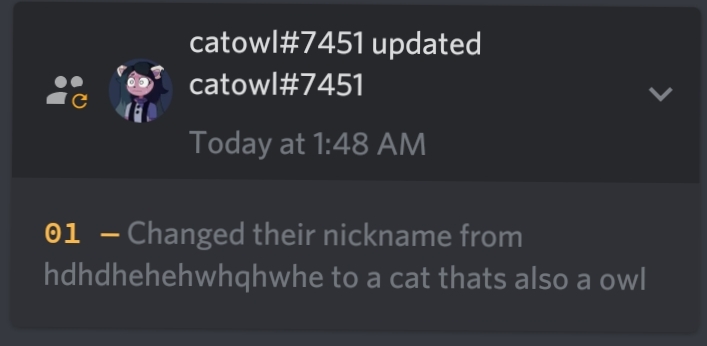 catowl#7451 updated
catowl#7451
Today at 1:48 AM
01 — Changed their nickname from
hdhdhehehwhqhwhe to a cat thats also a owl